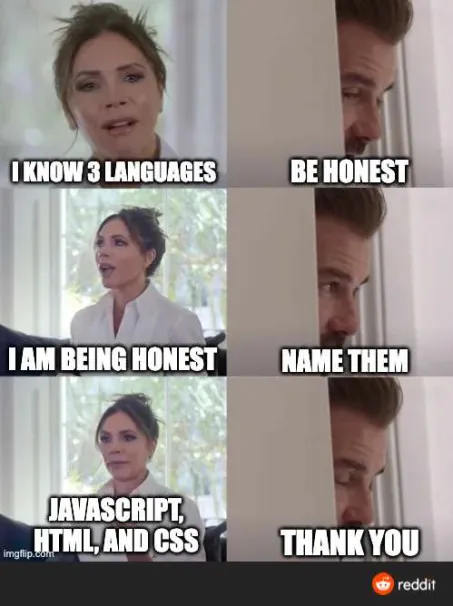 I KNOW 3 LANGUAGES
BE HONEST
I AM BEING HONEST
NAME THEM
JAVASCRIPT,
HTML, AND CSS
THANK YOU
imgflip.com
reddit